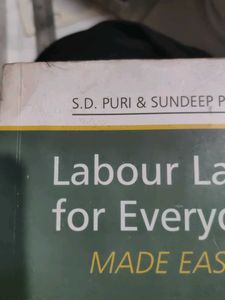 S.D. PURI & SUNDEEP P
Labour La
for Everyo
MADE EAS